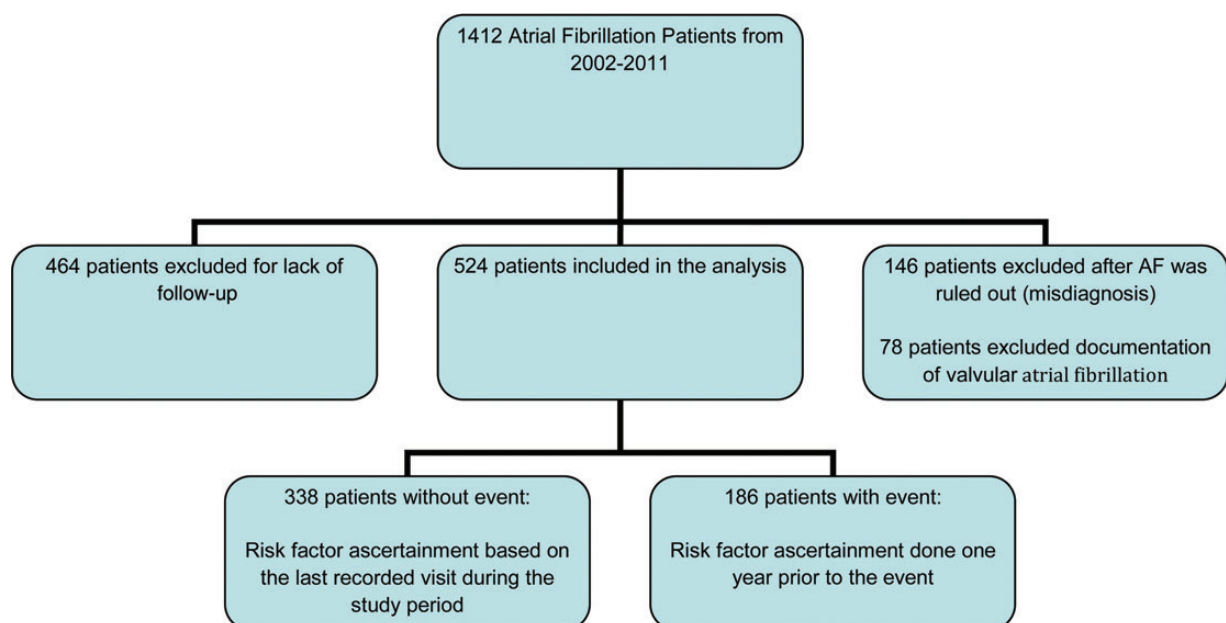 1412 Atrial Fibrillation Patients from
2002-2011
464 patients excluded for lack of
follow-up
524 patients included in the analysis
146 patients excluded after AF was
ruled out (misdiagnosis)
78 patients excluded documentation
of valvular atrial fibrillation
338 patients without event:
Risk factor ascertainment based on
the last recorded visit during the
study period
186 patients with event:
Risk factor ascertainment done one
year prior to the event